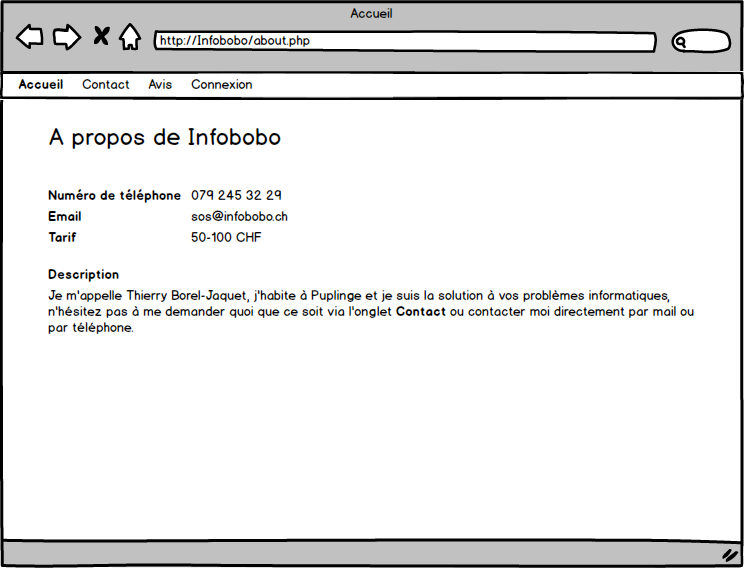 Accueil
http://Infobobo/about.php
Accueil Contact Avis Connexion
A propos de Infobobo
Numéro de téléphone 079 245 32 29
Email sos@infobobo.ch
Tarif 50-100 CHF
Description
Je m'appelle Thierry Borel-Jaquet, j'habite à Puplinge et je suis la solution à vos problèmes informatiques,
n'hésitez pas à me demander quoi que ce soit via l'onglet Contact ou contacter moi directement par mail ou
par téléphone.